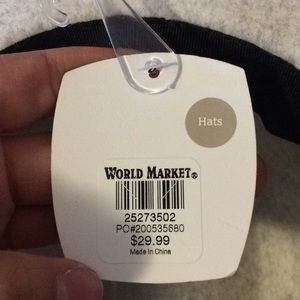 Hats
WORLD MARKET®
25273502
PO#200535680
$29.99
Made In China